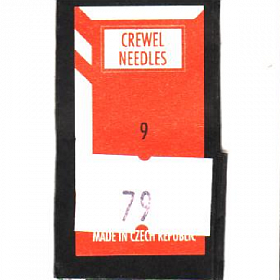 CREWEL
NEEDLES
9
79
MADE IN CZECH REPUBLIC